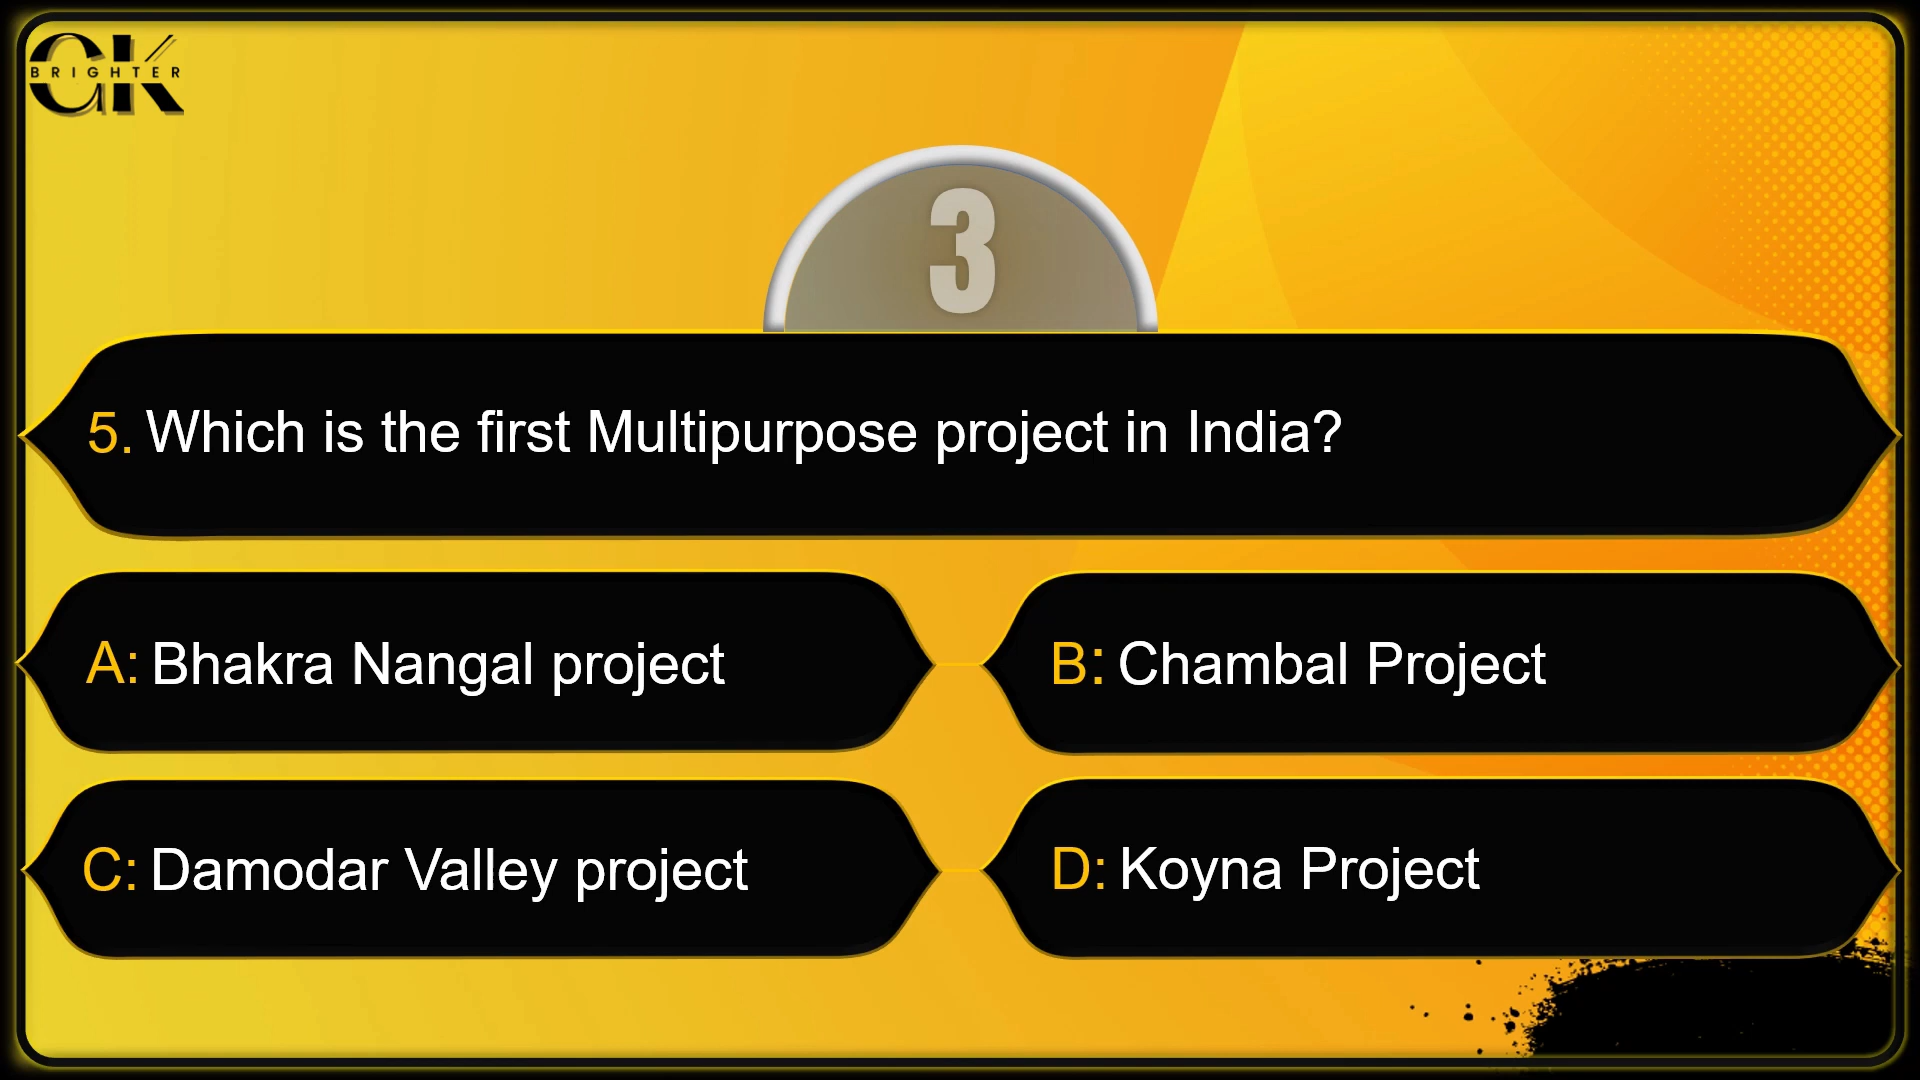 GK
BRIGHTER
3
5. Which is the first Multipurpose project in India?
A: Bhakra Nangal project
B: Chambal Project
C: Damodar Valley project
D: Koyna Project